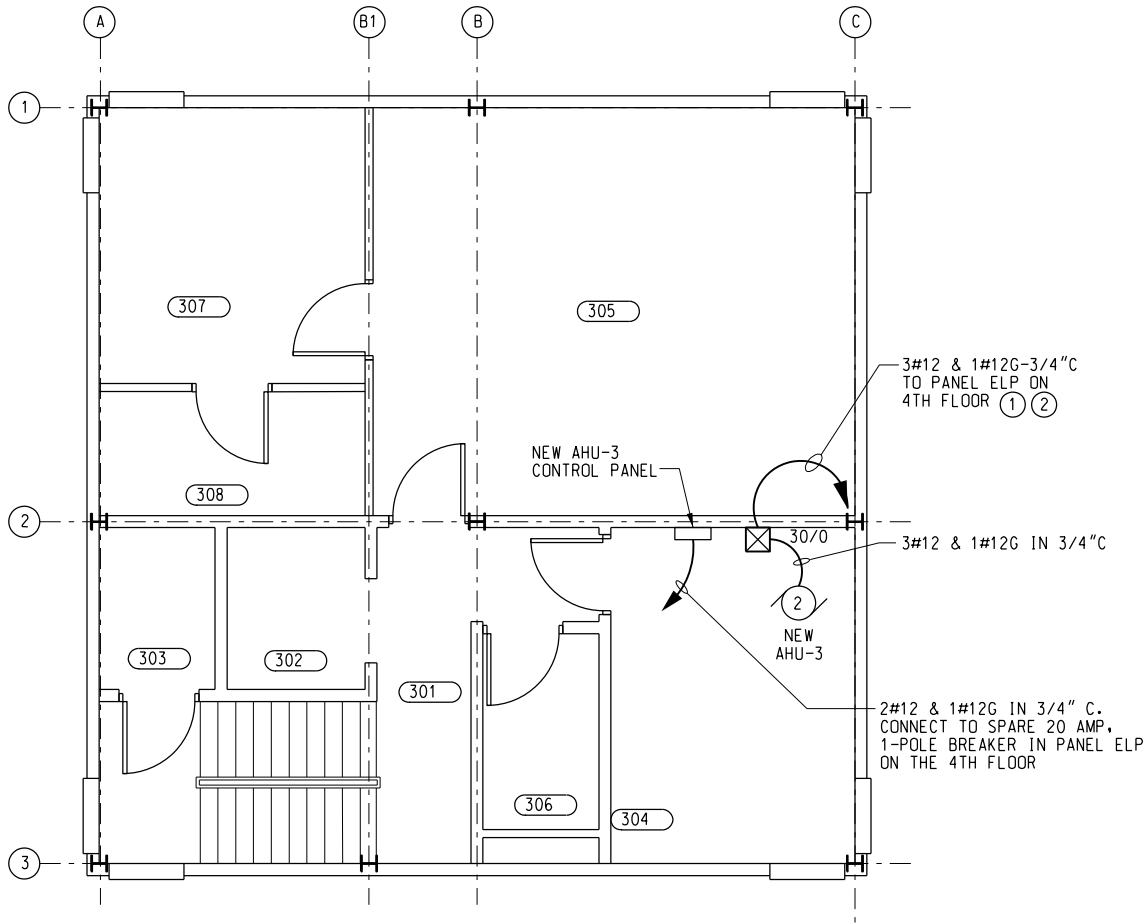 A
B1
B
C
1
307
305
3#12 & 1#12G-3/4"C
TO PANEL ELP ON
4TH FLOOR 1 2
NEW AHU-3
CONTROL PANEL
308
2
30/0
3#12 & 1#12G IN 3/4"C
2
NEW
AHU-3
303
302
301
2#12 & 1#12G IN 3/4" C.
CONNECT TO SPARE 20 AMP,
1-POLE BREAKER IN PANEL ELP
ON THE 4TH FLOOR
306
304
3